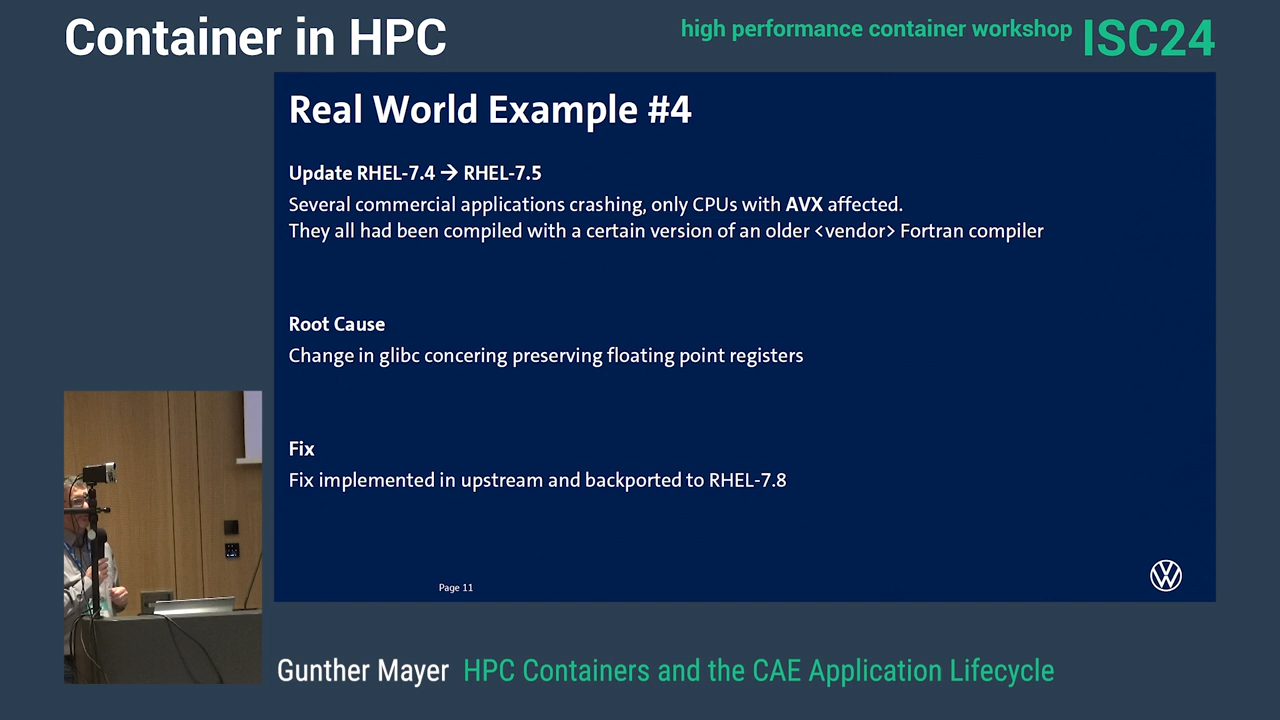 Container in HPC
high performance container workshop ISC24
Real World Example #4
Update RHEL-7.4 → RHEL-7.5
Several commercial applications crashing, only CPUs with AVX affected.
They all had been compiled with a certain version of an older <vendor> Fortran compiler
Root Cause
Change in glibc concering preserving floating point registers
Fix
Fix implemented in upstream and backported to RHEL-7.8
Page 11
Gunther Mayer HPC Containers and the CAE Application Lifecycle